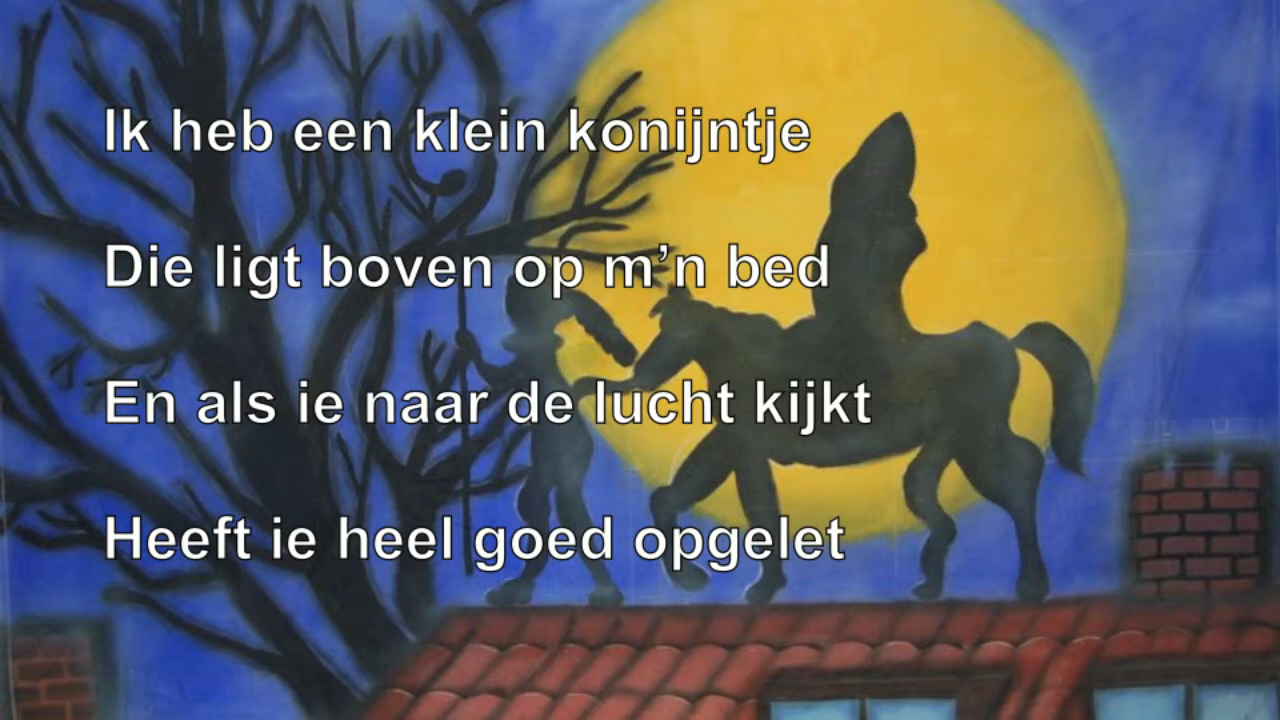 Ik heb een klein konijntje
Die ligt boven op m’n bed
En als ie naar de lucht kijkt
Heeft ie heel goed opgelet